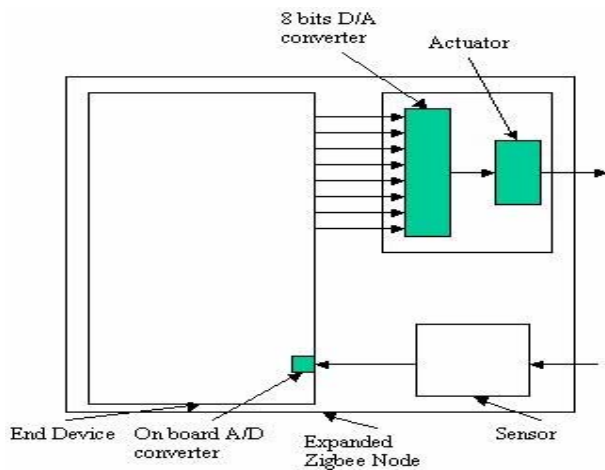 8 bits D/A
converter
Actuator
End Device
On board A/D
converter
Expanded
Zigbee Node
Sensor